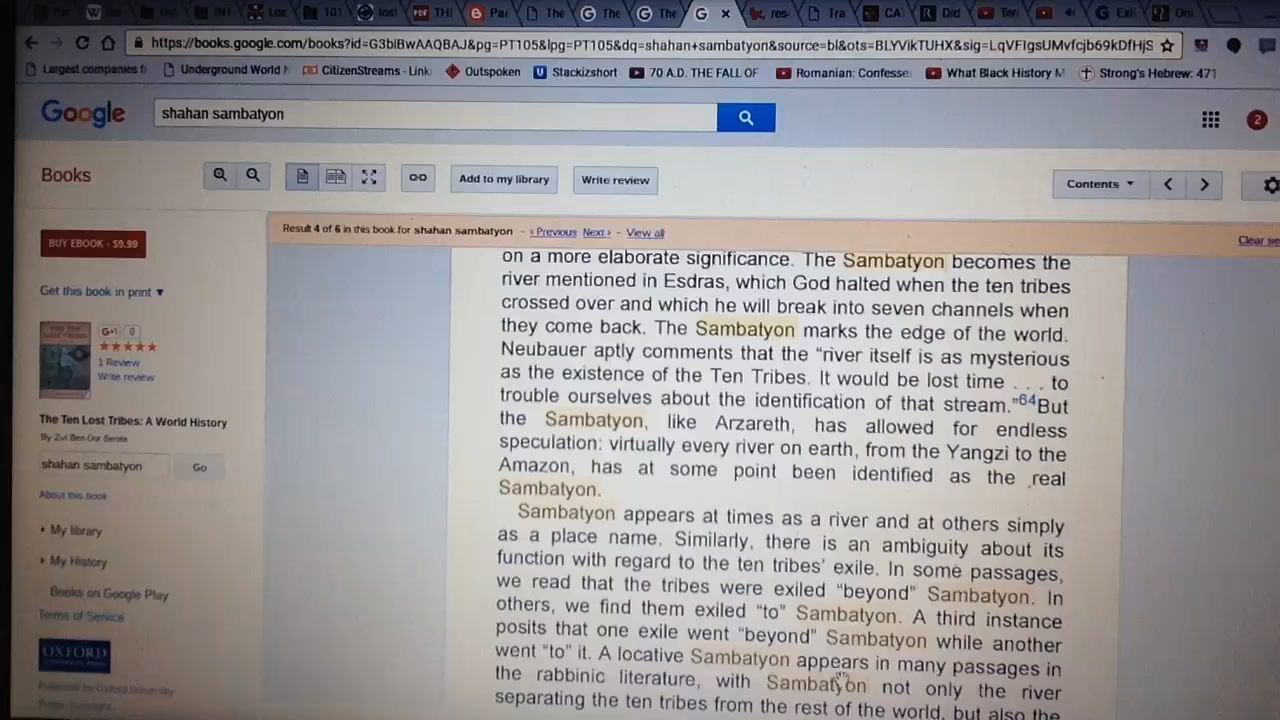 https://books.google.com/books?id=G3biBwAAQBAJ&pg=PT105&lpg=PT105&dq=shahan+sambatyon&source=bl&ots=BLYVikTUHX&sig=LqVFIgsUMvfcjb69kDfHjS
Largest companies Underground World CitizenStreams - Link Outspoken Stackizshort 70 A.D. THE FALL OF Romanian: Confesse What Black History M Strong's Hebrew: 471
Google shahan sambatyon 2
Books Add to my library Write review Contents
Result 4 of 6 in this book for shahan sambatyon - ‹ Previous Next › - View all
Clear se
BUY EBOOK - $9.99
Get this book in print ▼
G+1 0
1 Review
Write review
The Ten Lost Tribes: A World History
By Zvi Ben-Dor Benite
shahan sambatyon Go
About this book
My library
My History
Books on Google Play
Terms of Service
OXFORD
on a more elaborate significance. The Sambatyon becomes the
river mentioned in Esdras, which God halted when the ten tribes
crossed over and which he will break into seven channels when
they come back. The Sambatyon marks the edge of the world.
Neubauer aptly comments that the “river itself is as mysterious
as the existence of the Ten Tribes. It would be lost time . . . to
trouble ourselves about the identification of that stream.”64 But
the Sambatyon, like Arzareth, has allowed for endless
speculation: virtually every river on earth, from the Yangzi to the
Amazon, has at some point been identified as the real
Sambatyon.
Sambatyon appears at times as a river and at others simply
as a place name. Similarly, there is an ambiguity about its
function with regard to the ten tribes’ exile. In some passages,
we read that the tribes were exiled “beyond” Sambatyon. In
others, we find them exiled “to” Sambatyon. A third instance
posits that one exile went “beyond” Sambatyon while another
went “to” it. A locative Sambatyon appears in many passages in
the rabbinic literature, with Sambatyon not only the river
separating the ten tribes from the rest of the world, but also the